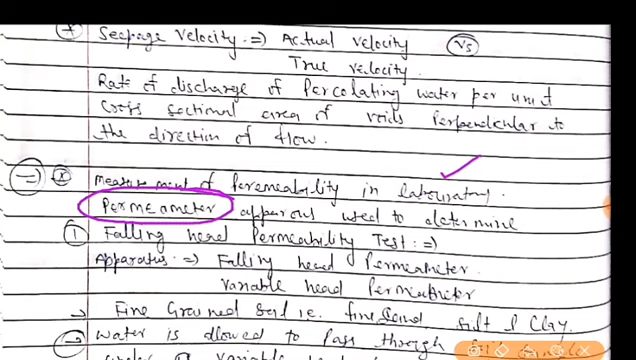 * Seepage Velocity => Actual Velocity (Vs)
True velocity.
Rate of discharge of Percolating water per unit
cross sectional area of voids Perpendicular to
the direction of flow.
* measurement of Permeability in laboratory.
Permeameter apparous used to determine
① Falling head Permeability Test :=>
Apparatus => Falling head Permeameter.
variable head Permeameter
→ Fine Grained soil i.e. fine sand silt & Clay.
→ water is allowed to Pass through
variable